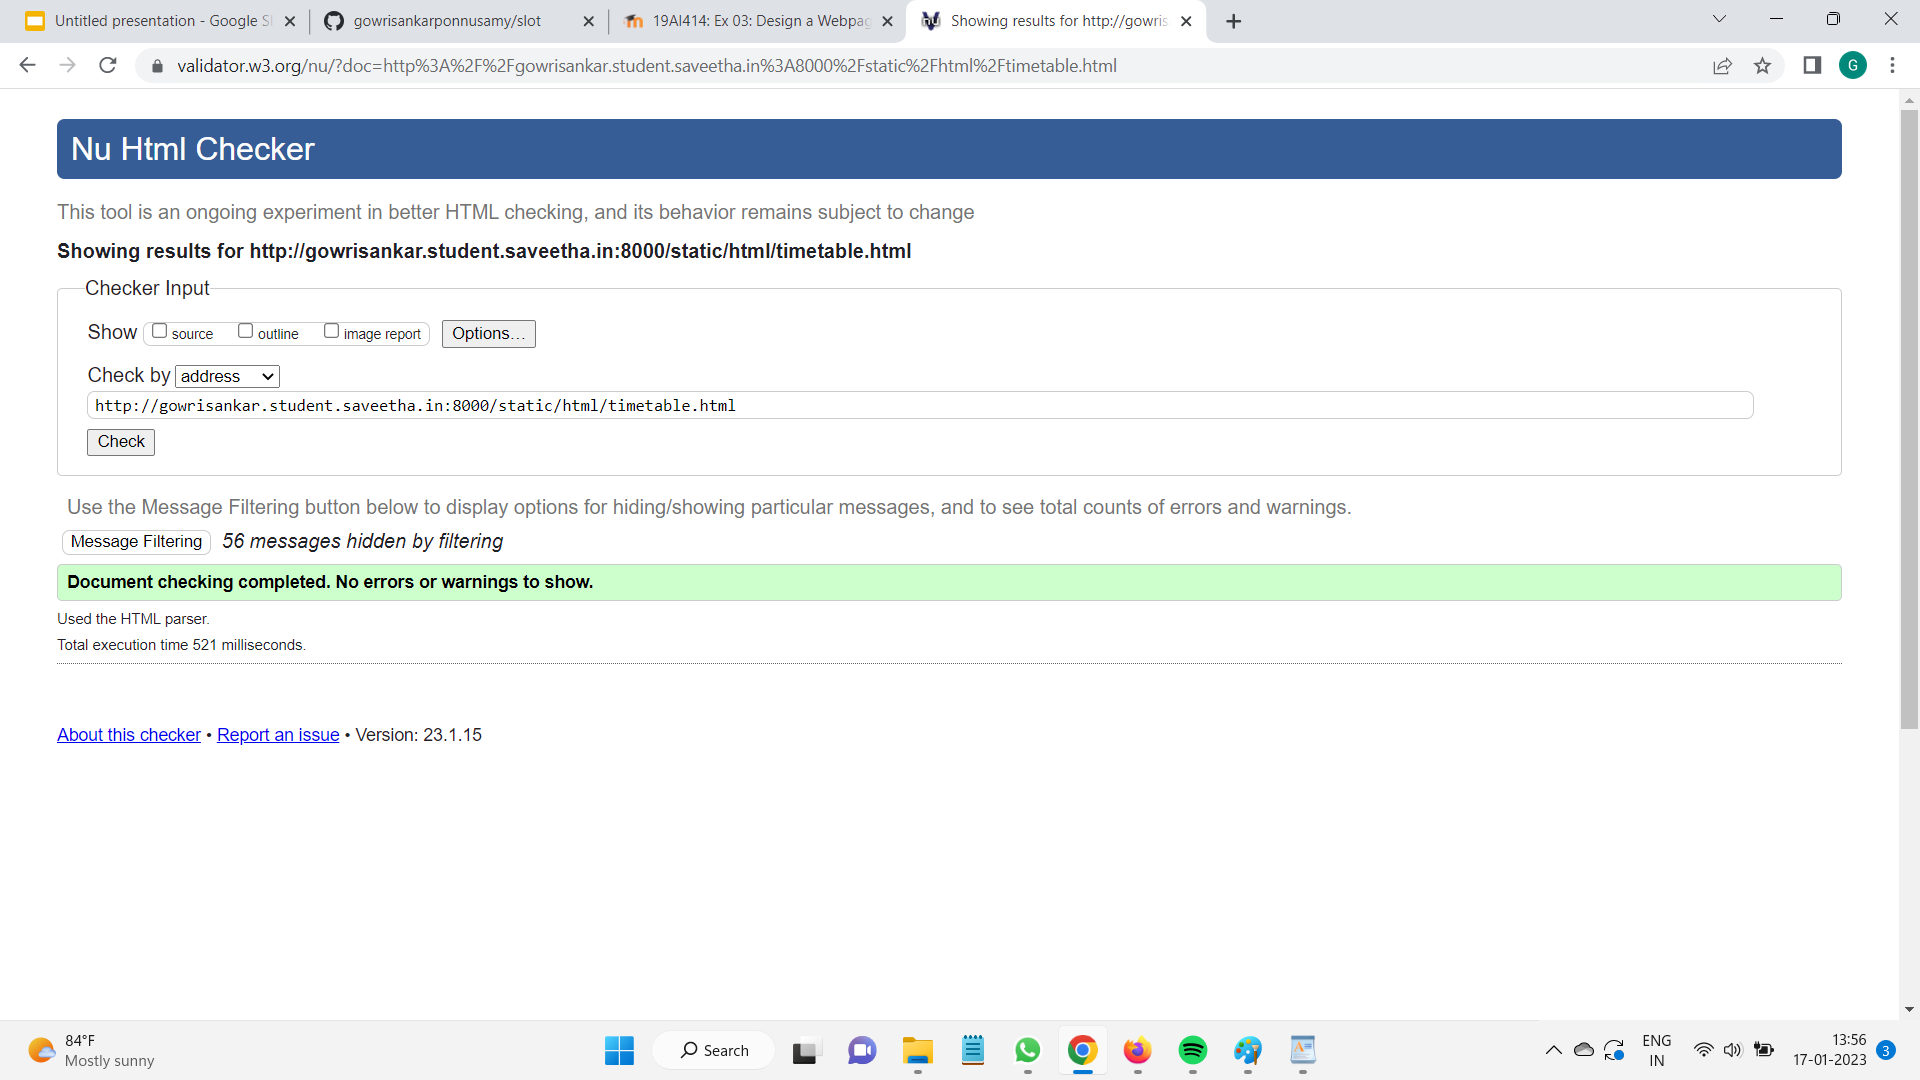 Untitled presentation - Google Sl
gowrisankarponnusamy/slot
19AI414: Ex 03: Design a Webpag
Showing results for http://gowris
validator.w3.org/nu/?doc=http%3A%2F%2Fgowrisankar.student.saveetha.in%3A8000%2Fstatic%2Fhtml%2Ftimetable.html
G
Nu Html Checker
This tool is an ongoing experiment in better HTML checking, and its behavior remains subject to change
Showing results for http://gowrisankar.student.saveetha.in:8000/static/html/timetable.html
Checker Input
Show source outline image report Options…
Check by address
http://gowrisankar.student.saveetha.in:8000/static/html/timetable.html
Check
Use the Message Filtering button below to display options for hiding/showing particular messages, and to see total counts of errors and warnings.
Message Filtering 56 messages hidden by filtering
Document checking completed. No errors or warnings to show.
Used the HTML parser.
Total execution time 521 milliseconds.
About this checker • Report an issue • Version: 23.1.15
84°F
Mostly sunny
Search
ENG
IN
13:56
17-01-2023
3